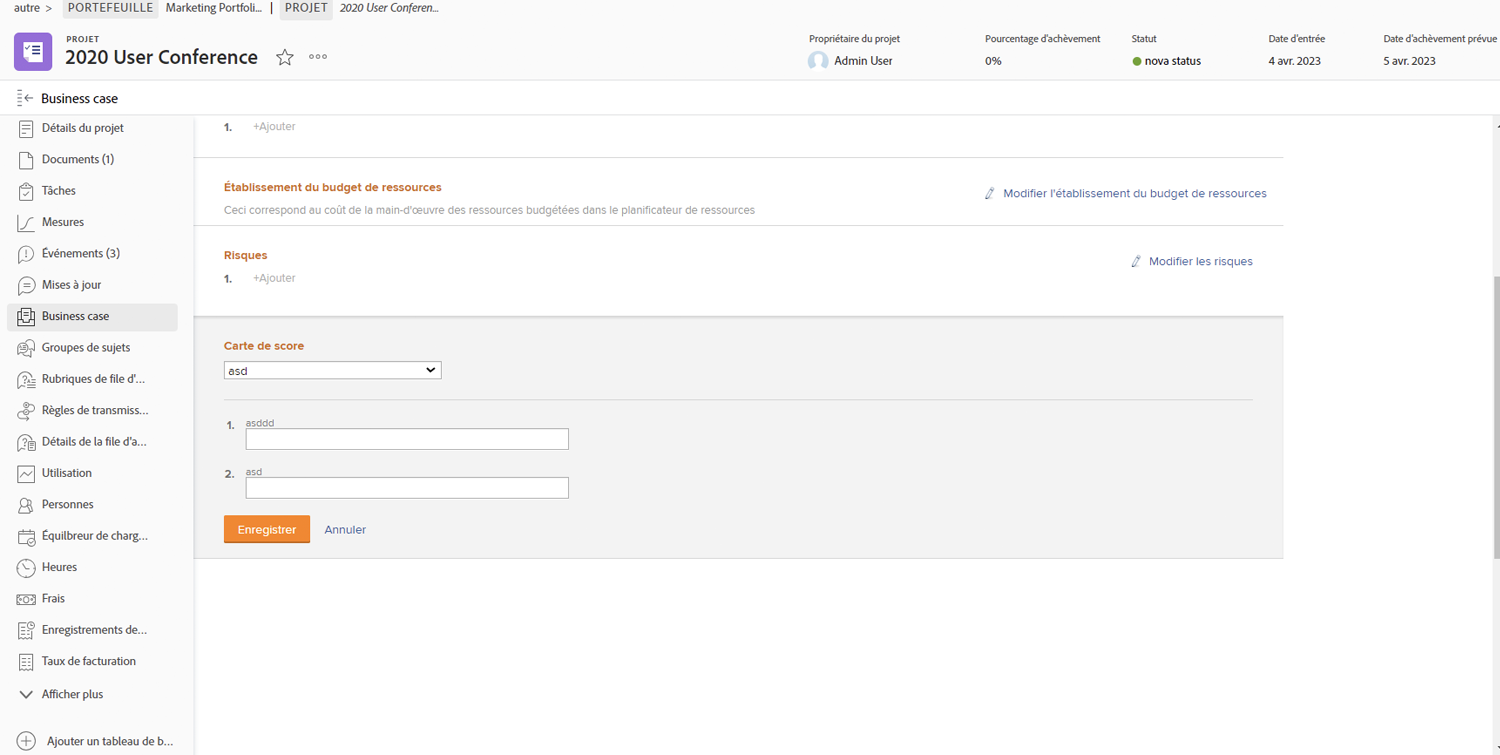 autre > PORTEFEUILLE Marketing Portfoli... | PROJET 2020 User Conferen...
PROJET
2020 User Conference
Propriétaire du projet
Admin User
Pourcentage d'achèvement
0%
Statut
nova status
Date d'entrée
4 avr. 2023
Date d'achèvement prévue
5 avr. 2023
Business case
Détails du projet
Documents (1)
Tâches
Mesures
Événements (3)
Mises à jour
Business case
Groupes de sujets
Rubriques de file d'...
Règles de transmiss...
Détails de la file d'a...
Utilisation
Personnes
Équilibreur de charg...
Heures
Frais
Enregistrements de...
Taux de facturation
Afficher plus
Ajouter un tableau de b...
1. +Ajouter
Établissement du budget de ressources
Modifier l'établissement du budget de ressources
Ceci correspond au coût de la main-d'œuvre des ressources budgétées dans le planificateur de ressources
Risques
Modifier les risques
1. +Ajouter
Carte de score
asd
1. asddd
2. asd
Enregistrer Annuler